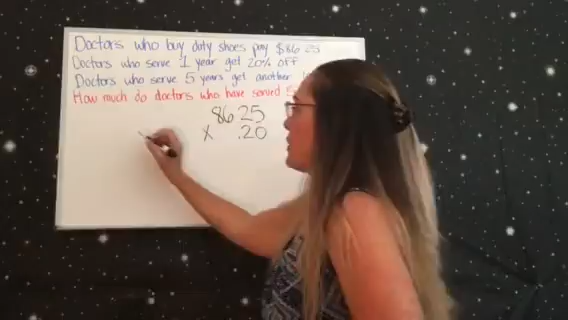 Doctors who buy duty shoes pay $86 25
Doctors who serve 1 year get 20% off
Doctors who serve 5 years get another
How much do doctors who have served
86 25
x .20